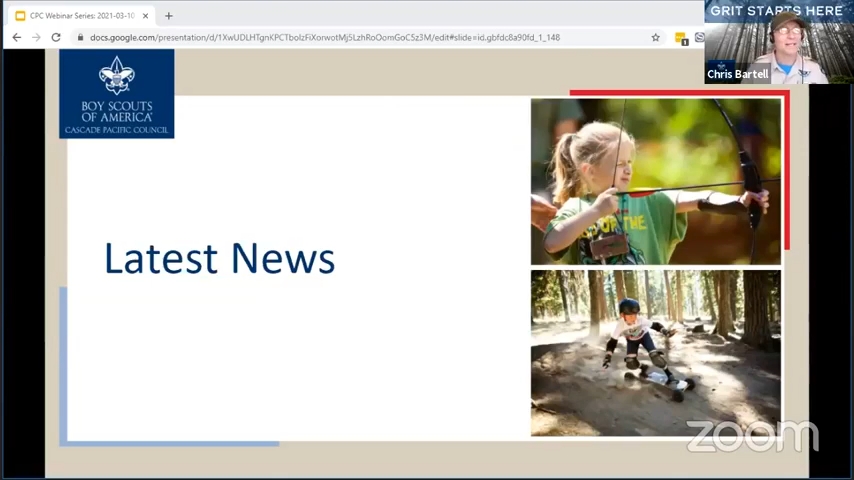 CPC Webinar Series: 2021-03-10
docs.google.com/presentation/d/1XwUDLHTgnKPCTboIzFiXorwotMj5LzhRoOomGoC5z3M/edit#slide=id.gbfdc8a90fd_1_148
GRIT STARTS HERE
Chris Bartell
BOY SCOUTS
OF AMERICA
CASCADE PACIFIC COUNCIL
Latest News
zoom